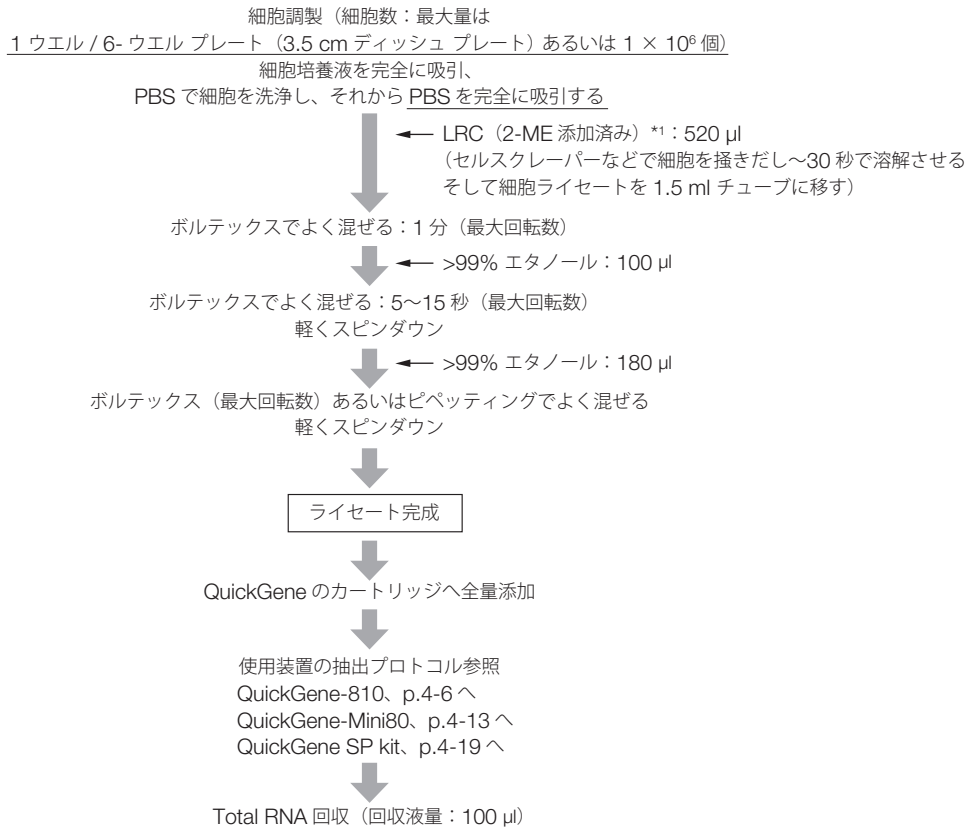 細胞調製（細胞数：最大量は
1 ウエル / 6- ウエル プレート（3.5 cm ディッシュ プレート）あるいは 1 × 10⁶ 個）
細胞培養液を完全に吸引、
PBS で細胞を洗浄し、それから PBS を完全に吸引する
LRC（2-ME 添加済み）*¹：520 µl
（セルスクレーパーなどで細胞を掻きだし〜30 秒で溶解させる
そして細胞ライセートを 1.5 ml チューブに移す）
ボルテックスでよく混ぜる：1 分（最大回転数）
>99% エタノール：100 µl
ボルテックスでよく混ぜる：5〜15 秒（最大回転数）
軽くスピンダウン
>99% エタノール：180 µl
ボルテックス（最大回転数）あるいはピペッティングでよく混ぜる
軽くスピンダウン
ライセート完成
QuickGene のカートリッジへ全量添加
使用装置の抽出プロトコル参照
QuickGene-810、p.4-6 へ
QuickGene-Mini80、p.4-13 へ
QuickGene SP kit、p.4-19 へ
Total RNA 回収（回収液量：100 µl）